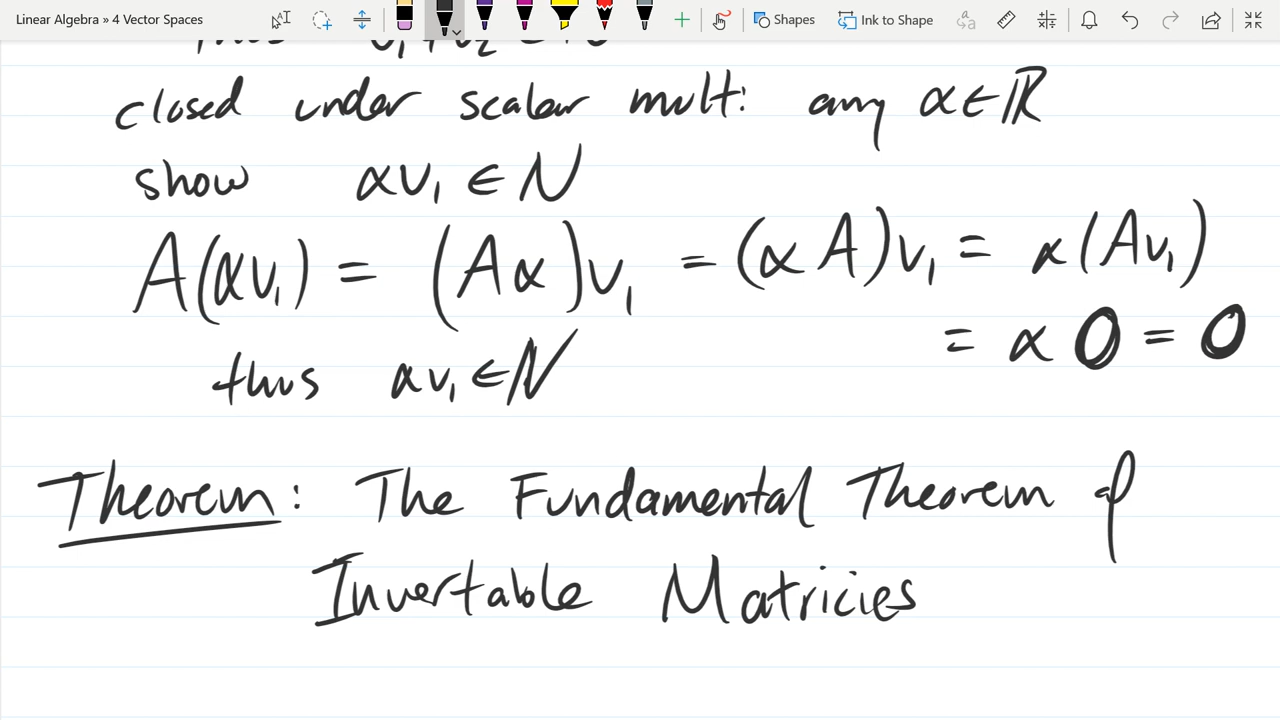 Linear Algebra » 4 Vector Spaces
Shapes
Ink to Shape
closed under scalar mult: any α∈ℝ
show αv₁ ∈ N
A(αv₁) = (Aα)v₁ = (αA)v₁ = α(Av₁)
= α 0 = 0
thus αv₁ ∈ N
Theorem: The Fundamental Theorem of
Invertable Matricies